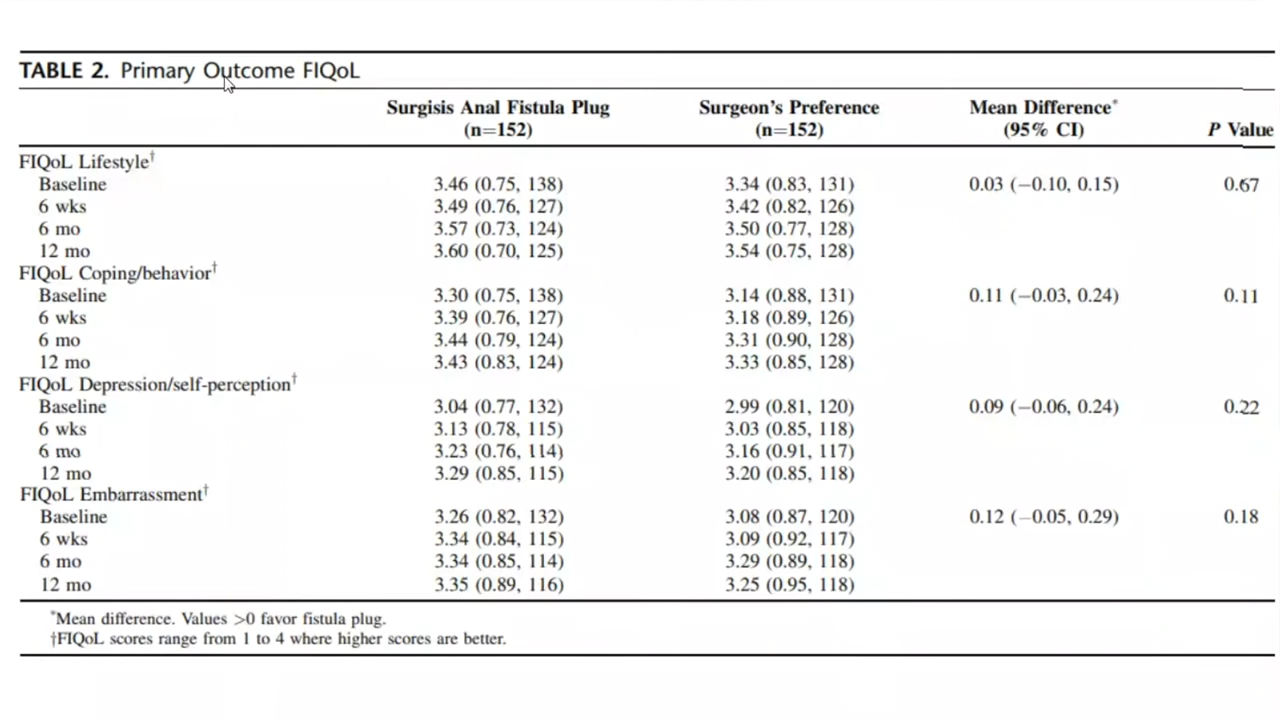 TABLE 2. Primary Outcome FIQoL
Surgisis Anal Fistula Plug (n=152) Surgeon's Preference (n=152) Mean Difference* (95% CI) P Value
FIQoL Lifestyle†
Baseline 3.46 (0.75, 138) 3.34 (0.83, 131) 0.03 (−0.10, 0.15) 0.67
6 wks 3.49 (0.76, 127) 3.42 (0.82, 126)
6 mo 3.57 (0.73, 124) 3.50 (0.77, 128)
12 mo 3.60 (0.70, 125) 3.54 (0.75, 128)
FIQoL Coping/behavior†
Baseline 3.30 (0.75, 138) 3.14 (0.88, 131) 0.11 (−0.03, 0.24) 0.11
6 wks 3.39 (0.76, 127) 3.18 (0.89, 126)
6 mo 3.44 (0.79, 124) 3.31 (0.90, 128)
12 mo 3.43 (0.83, 124) 3.33 (0.85, 128)
FIQoL Depression/self-perception†
Baseline 3.04 (0.77, 132) 2.99 (0.81, 120) 0.09 (−0.06, 0.24) 0.22
6 wks 3.13 (0.78, 115) 3.03 (0.85, 118)
6 mo 3.23 (0.76, 114) 3.16 (0.91, 117)
12 mo 3.29 (0.85, 115) 3.20 (0.85, 118)
FIQoL Embarrassment†
Baseline 3.26 (0.82, 132) 3.08 (0.87, 120) 0.12 (−0.05, 0.29) 0.18
6 wks 3.34 (0.84, 115) 3.09 (0.92, 117)
6 mo 3.34 (0.85, 114) 3.29 (0.89, 118)
12 mo 3.35 (0.89, 116) 3.25 (0.95, 118)
*Mean difference. Values >0 favor fistula plug.
†FIQoL scores range from 1 to 4 where higher scores are better.